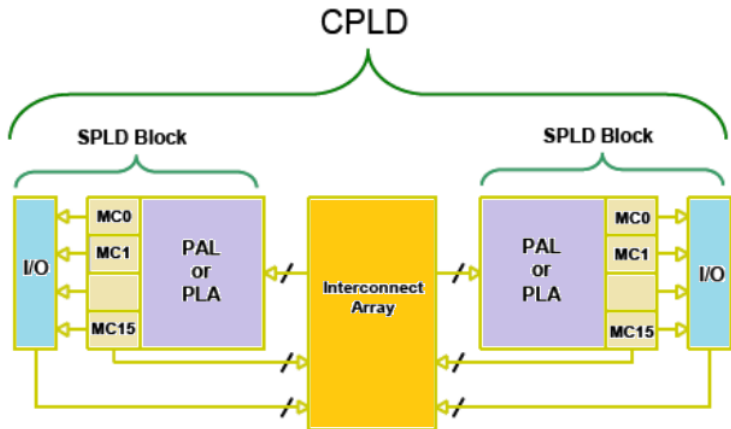 CPLD
SPLD Block
SPLD Block
I/O
MC0
MC1
MC15
PAL
or
PLA
Interconnect
Array
PAL
or
PLA
MC0
MC1
MC15
I/O